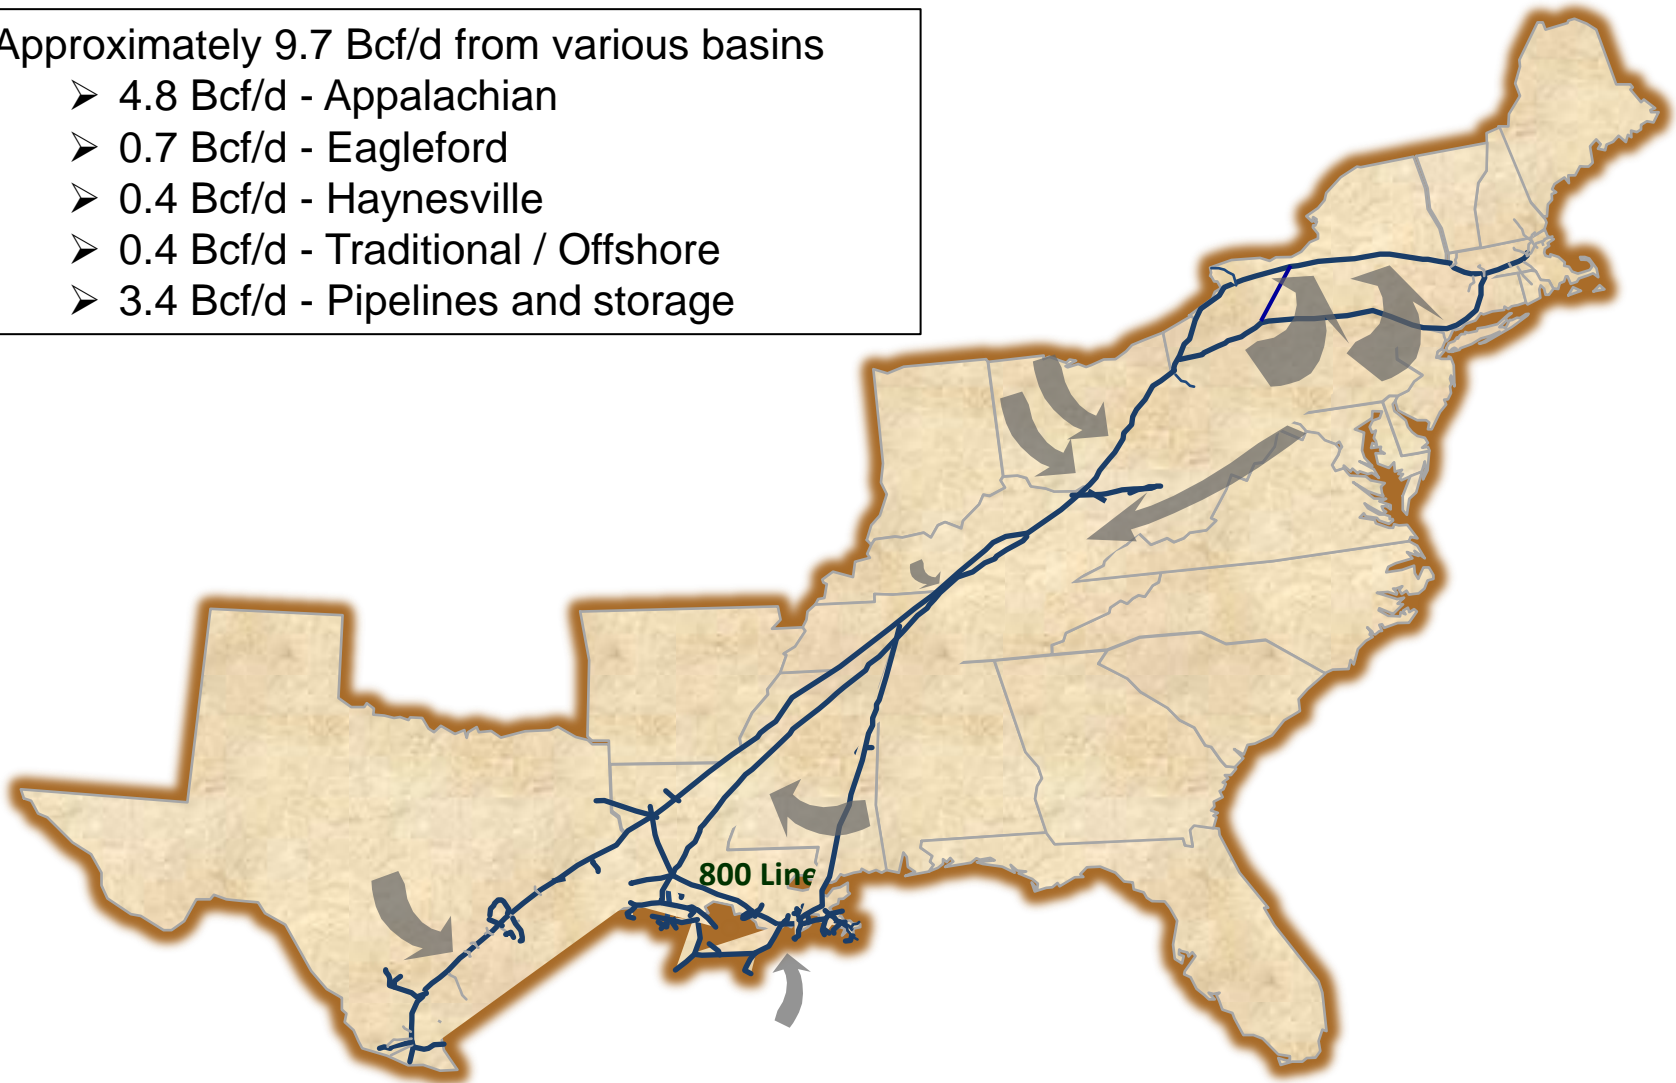 Approximately 9.7 Bcf/d from various basins
➢ 4.8 Bcf/d - Appalachian
➢ 0.7 Bcf/d - Eagleford
➢ 0.4 Bcf/d - Haynesville
➢ 0.4 Bcf/d - Traditional / Offshore
➢ 3.4 Bcf/d - Pipelines and storage
800 Line